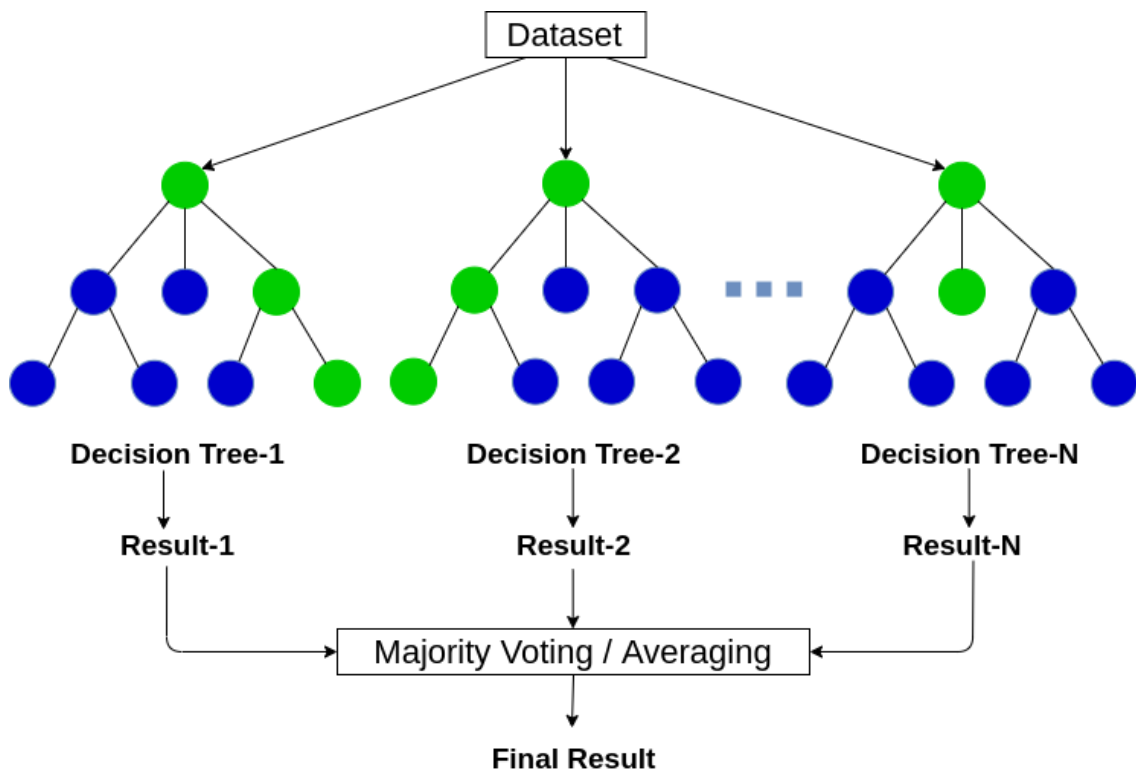 Dataset
Decision Tree-1
Decision Tree-2
Decision Tree-N
Result-1
Result-2
Result-N
Majority Voting / Averaging
Final Result